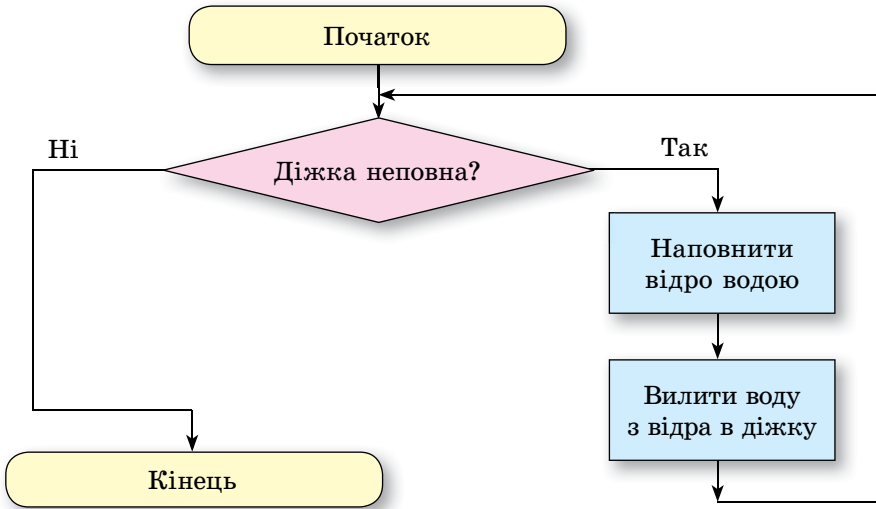 Початок
Ні
Так
Діжка неповна?
Наповнити
відро водою
Вилити воду
з відра в діжку
Кінець